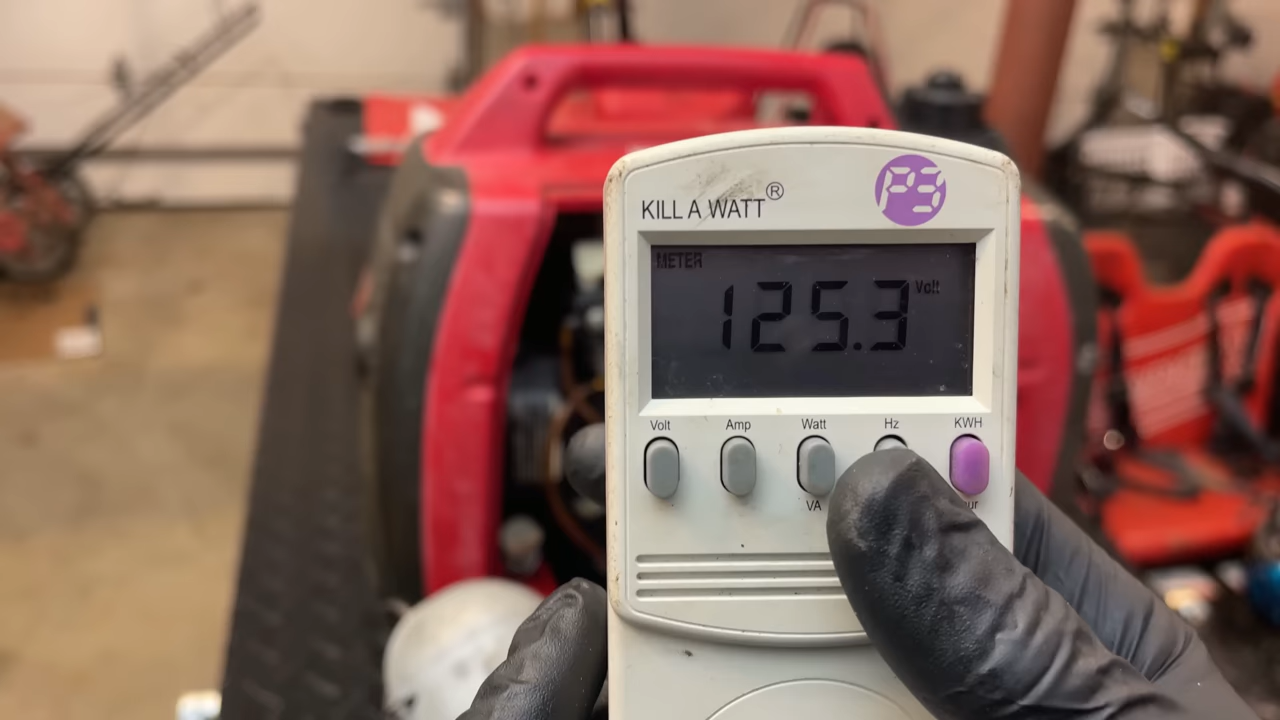 KILL A WATT®
P3
METER
125.3 Volt
Volt Amp Watt Hz KWH
VA